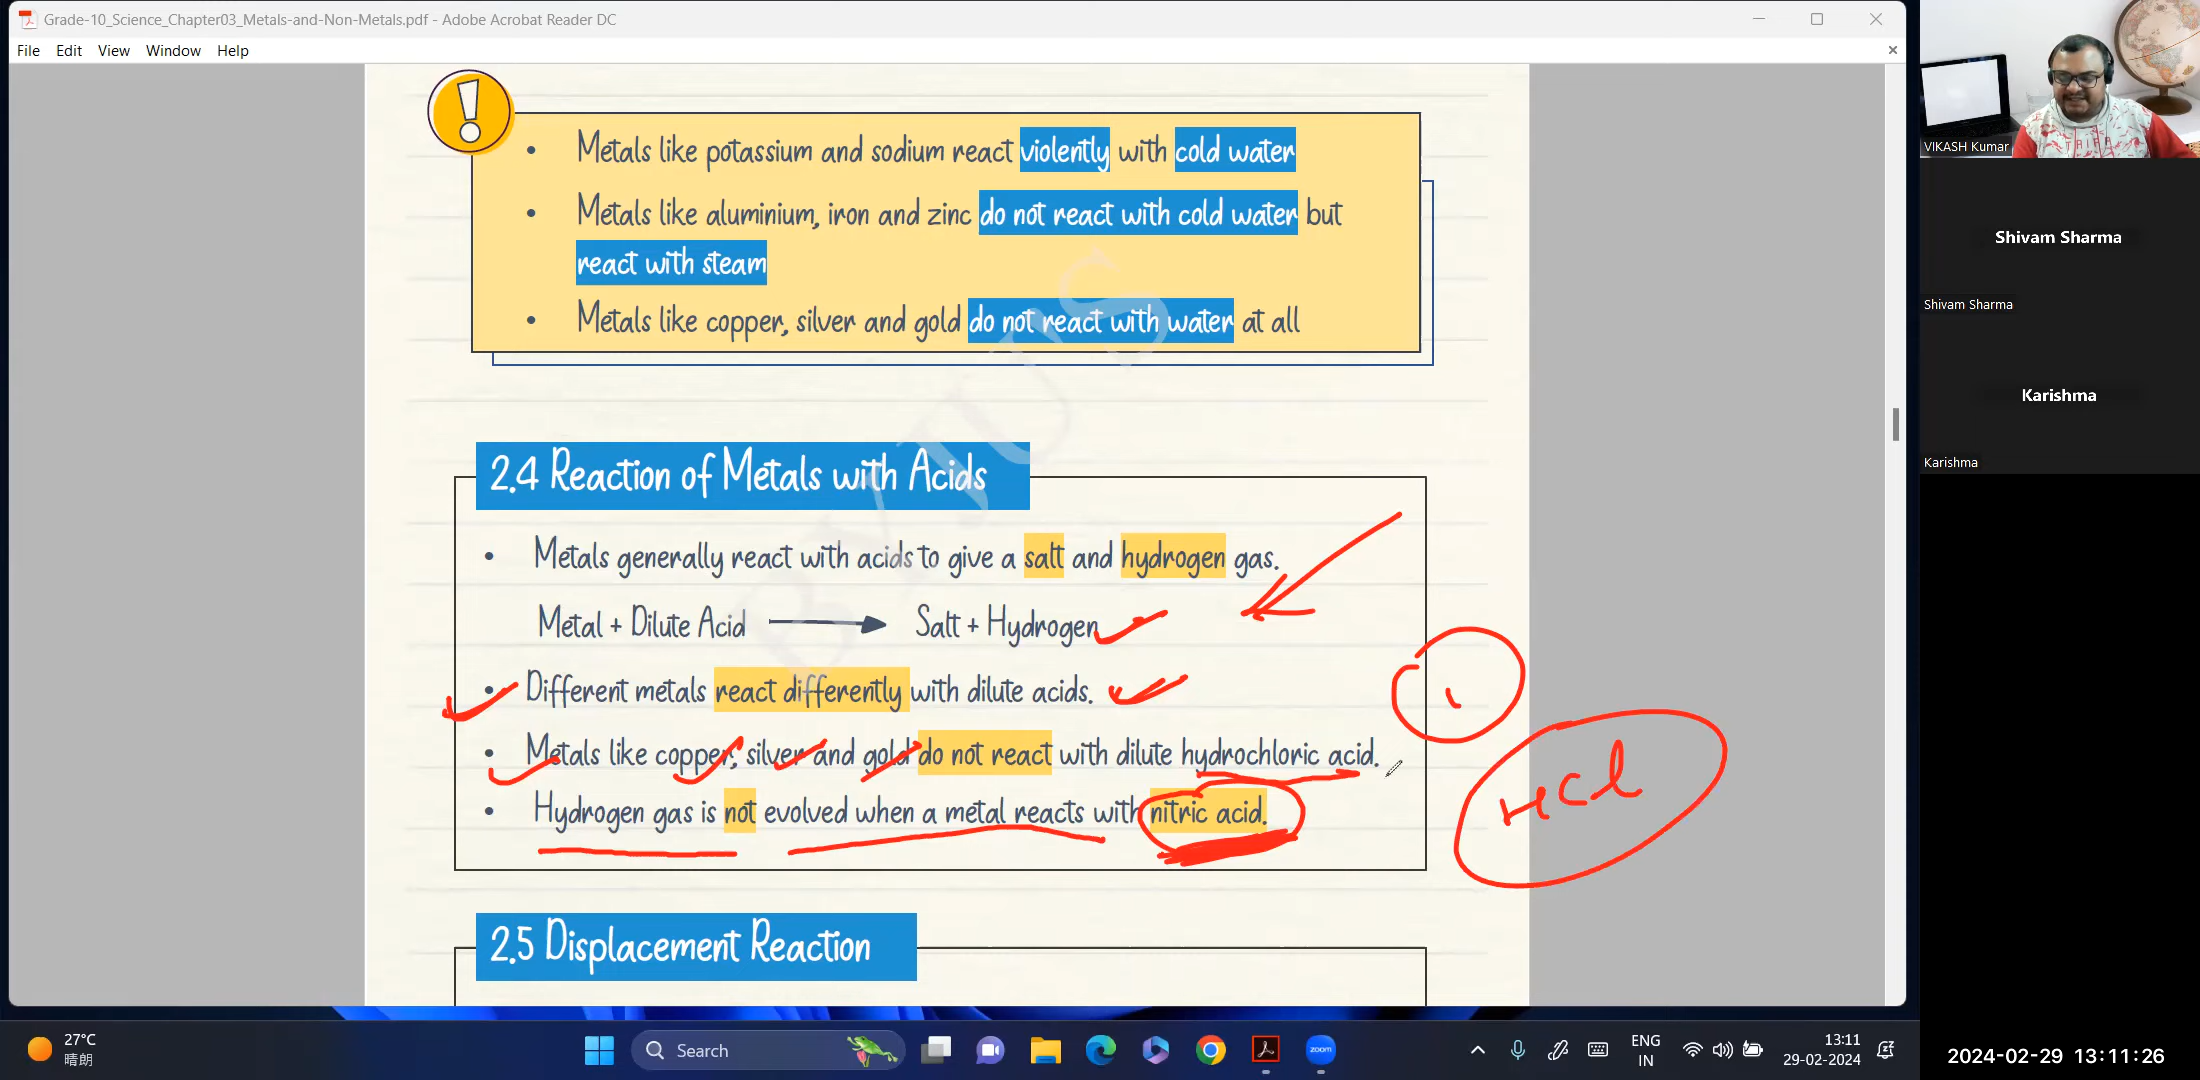 Grade-10_Science_Chapter03_Metals-and-Non-Metals.pdf - Adobe Acrobat Reader DC
File Edit View Window Help
• Metals like potassium and sodium react violently with cold water
• Metals like aluminium, iron and zinc do not react with cold water but
react with steam
• Metals like copper, silver and gold do not react with water at all
BYJU'S
2.4 Reaction of Metals with Acids
• Metals generally react with acids to give a salt and hydrogen gas.
Metal + Dilute Acid → Salt + Hydrogen
• Different metals react differently with dilute acids.
• Metals like copper, silver and gold do not react with dilute hydrochloric acid.
• Hydrogen gas is not evolved when a metal reacts with nitric acid.
HCl
2.5 Displacement Reaction
VIKASH Kumar
Shivam Sharma
Shivam Sharma
Karishma
Karishma
27°C
晴朗
Search
zoom
ENG
IN
13:11
29-02-2024
2024-02-29 13:11:26